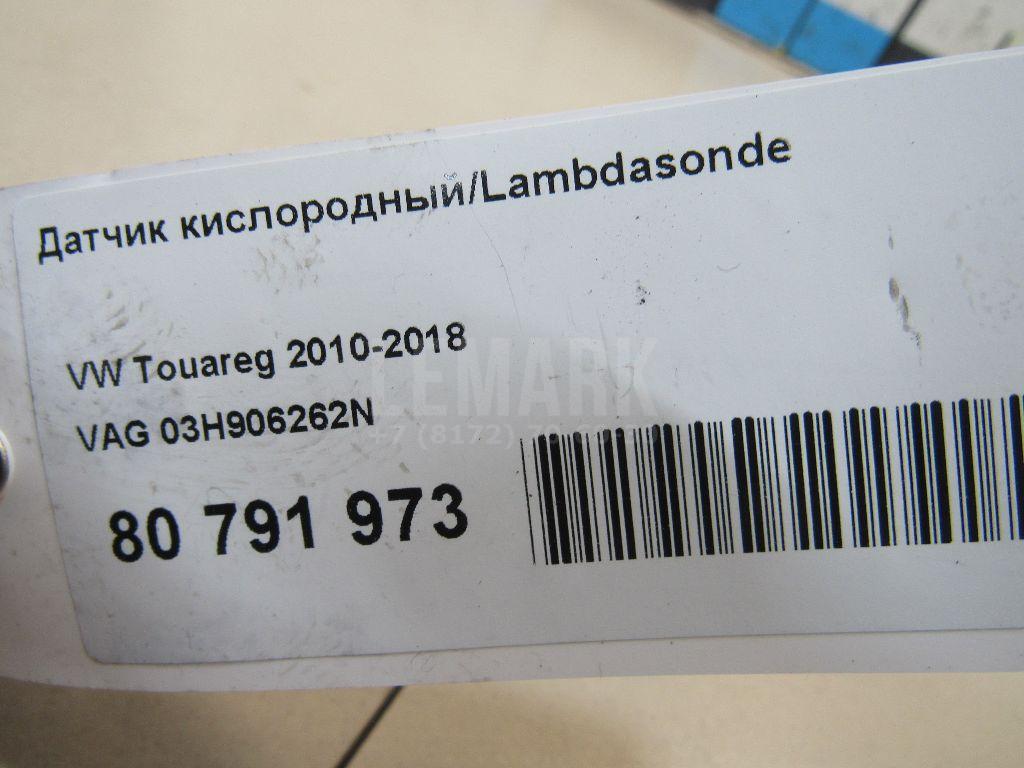 Датчик кислородный/Lambdasonde
VW Touareg 2010-2018
LEMARK
VAG 03H906262N
+7 (8172)
80 791 973